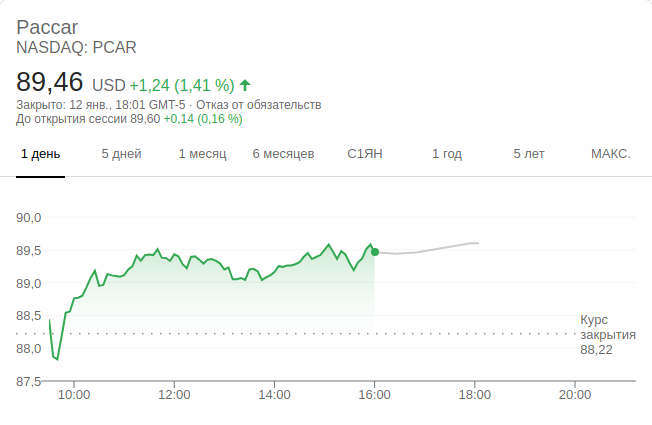 Paccar
NASDAQ: PCAR
89,46 USD +1,24 (1,41 %)
Закрыто: 12 янв., 18:01 GMT-5 · Отказ от обязательств
До открытия сессии 89,60 +0,14 (0,16 %)
1 день 5 дней 1 месяц 6 месяцев С1ЯН 1 год 5 лет МАКС.
90,0
89,5
89,0
88,5
88,0
87,5
Курс
закрытия
88,22
10:00 12:00 14:00 16:00 18:00 20:00